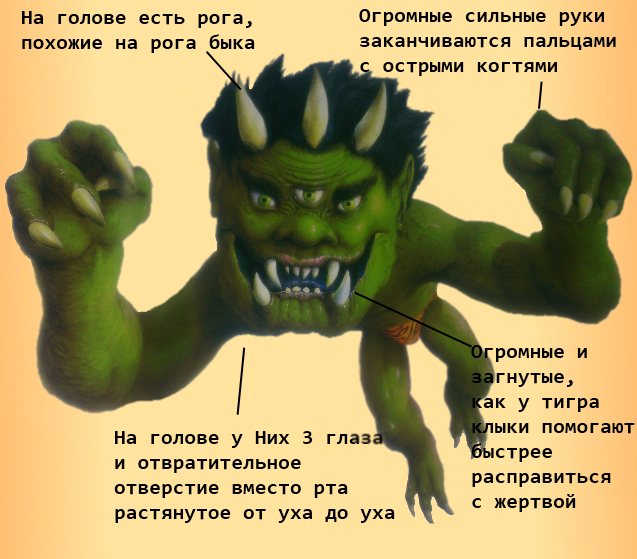 На голове есть рога,
похожие на рога быка
Огромные сильные руки
заканчиваются пальцами
с острыми когтями
Огромные и
загнутые,
как у тигра
клыки помогают
быстрее
расправиться
с жертвой
На голове у Них 3 глаза
и отвратительное
отверстие вместо рта
растянутое от уха до уха